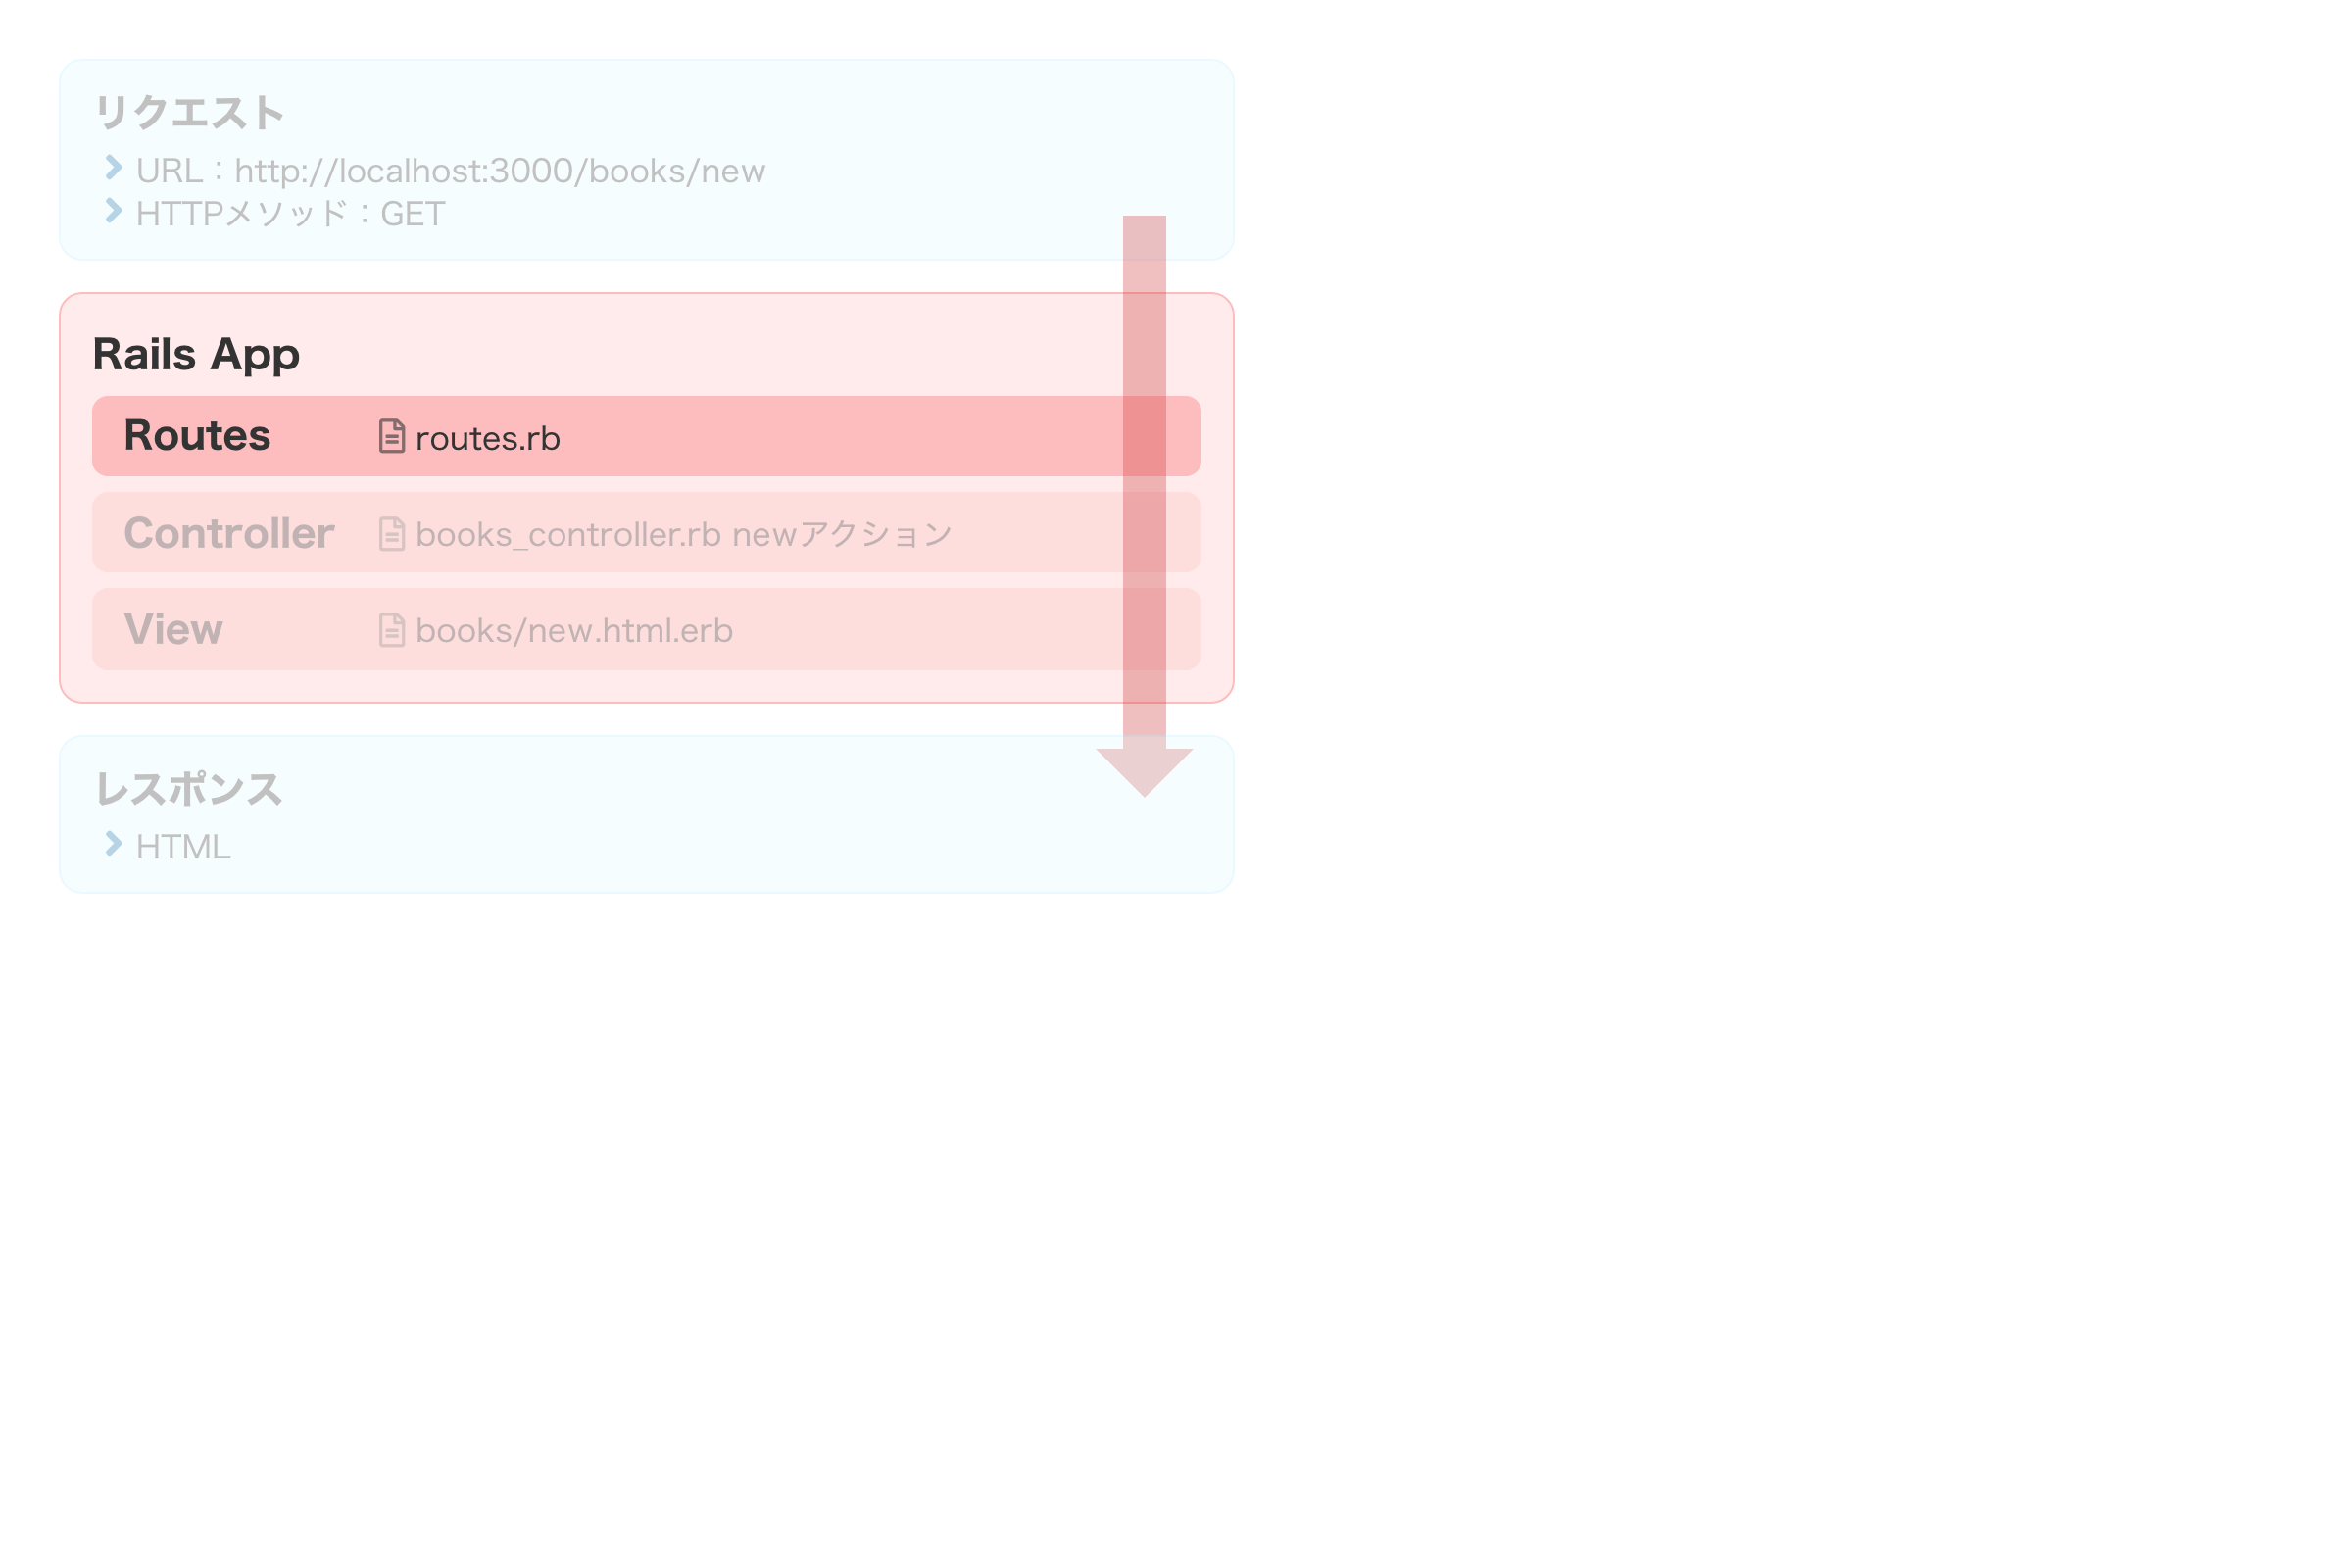 リクエスト
URL：http://localhost:3000/books/new
HTTPメソッド：GET
Rails App
Routes routes.rb
Controller books_controller.rb newアクション
View books/new.html.erb
レスポンス
HTML